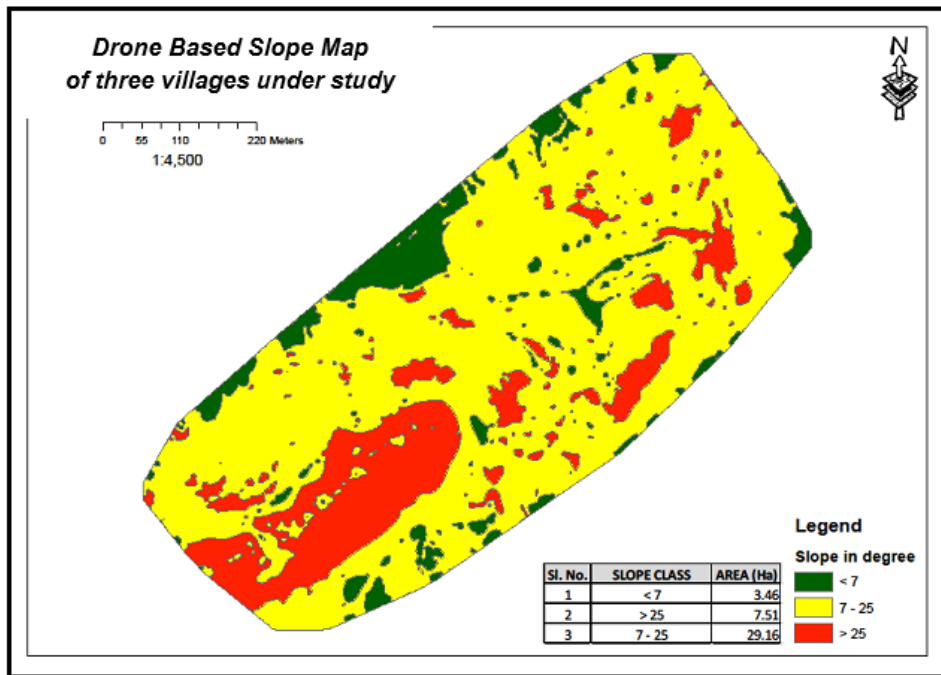 Drone Based Slope Map
of three villages under study
N
0 55 110 220 Meters
1:4,500
Legend
Slope in degree
< 7
7 - 25
> 25
Sl. No. SLOPE CLASS AREA (Ha)
1 < 7 3.46
2 > 25 7.51
3 7 - 25 29.16